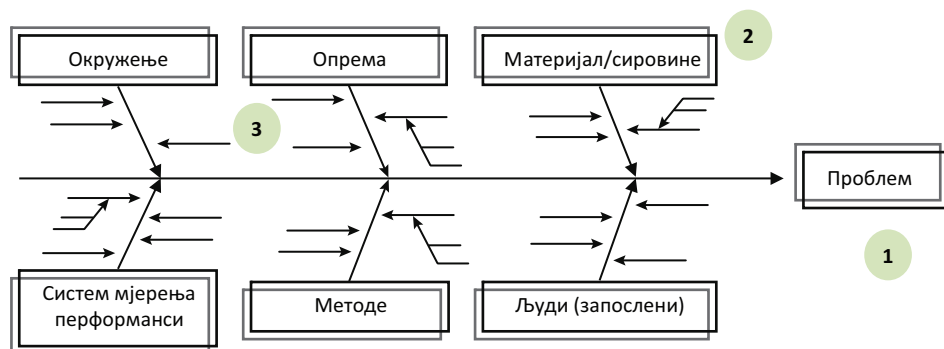 Окружење
Опрема
Материјал/сировине
2
3
Проблем
1
Систем мјерења
перформанси
Методе
Људи (запослени)